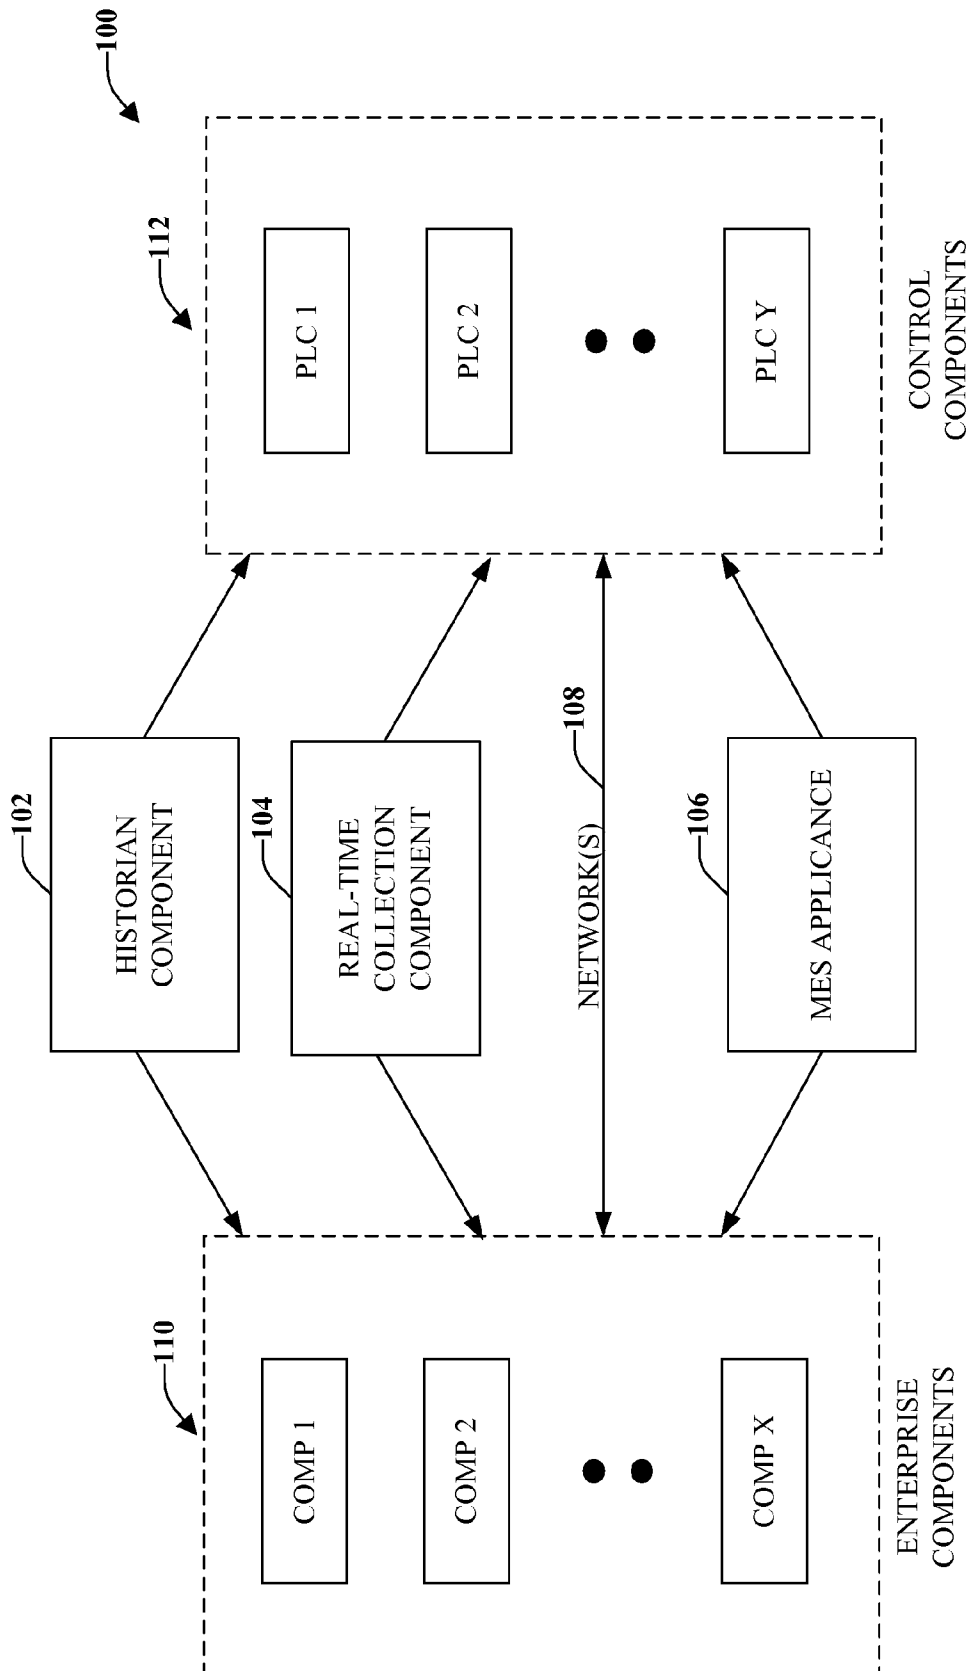 100
102
HISTORIAN
COMPONENT
110
112
COMP 1
PLC 1
104
REAL-TIME
COLLECTION
COMPONENT
COMP 2
PLC 2
NETWORK(S)
108
106
MES APPLICANCE
COMP X
PLC Y
ENTERPRISE
COMPONENTS
CONTROL
COMPONENTS